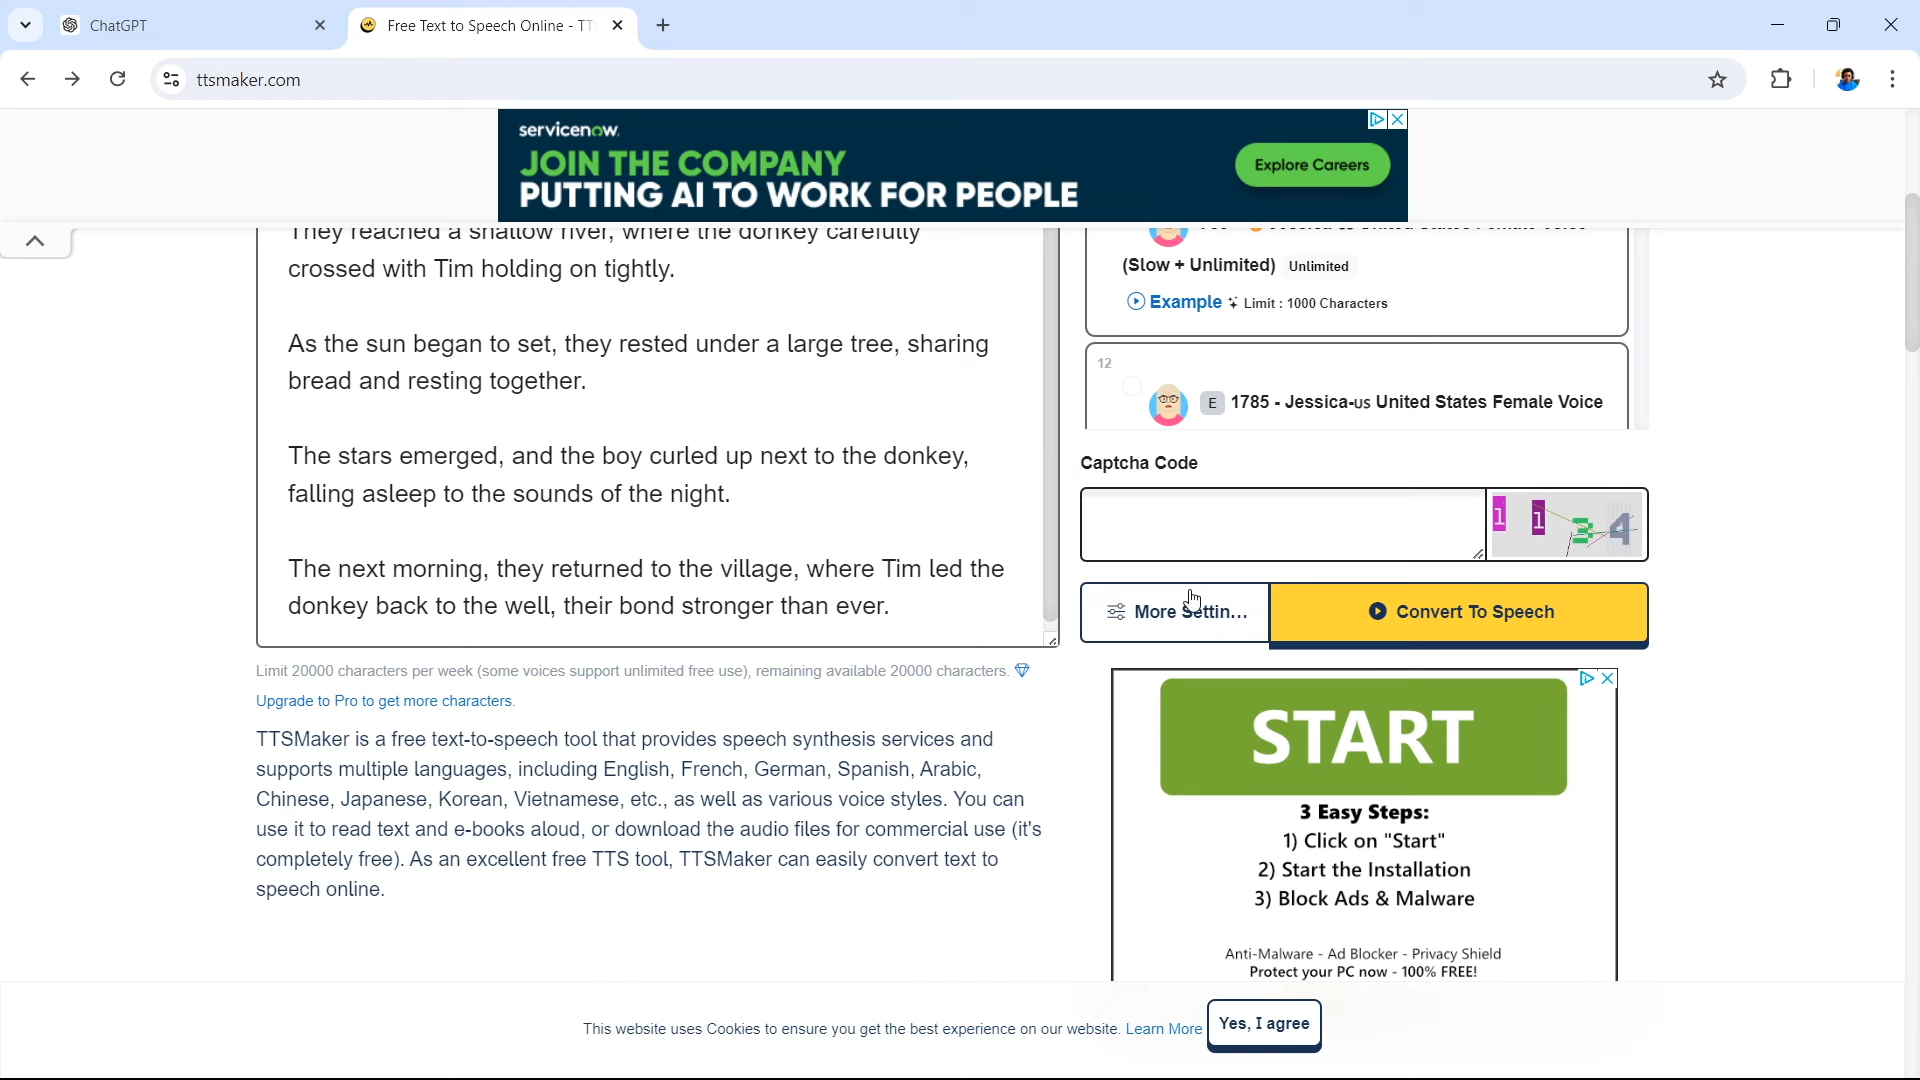 ChatGPT
Free Text to Speech Online - TT
ttsmaker.com
servicenow.
JOIN THE COMPANY
PUTTING AI TO WORK FOR PEOPLE
Explore Careers
They reached a shallow river, where the donkey carefully
crossed with Tim holding on tightly.
As the sun began to set, they rested under a large tree, sharing
bread and resting together.
The stars emerged, and the boy curled up next to the donkey,
falling asleep to the sounds of the night.
The next morning, they returned to the village, where Tim led the
donkey back to the well, their bond stronger than ever.
Limit 20000 characters per week (some voices support unlimited free use), remaining available 20000 characters.
Upgrade to Pro to get more characters.
TTSMaker is a free text-to-speech tool that provides speech synthesis services and
supports multiple languages, including English, French, German, Spanish, Arabic,
Chinese, Japanese, Korean, Vietnamese, etc., as well as various voice styles. You can
use it to read text and e-books aloud, or download the audio files for commercial use (it's
completely free). As an excellent free TTS tool, TTSMaker can easily convert text to
speech online.
(Slow + Unlimited) Unlimited
Example Limit : 1000 Characters
12
E 1785 - Jessica-US United States Female Voice
Captcha Code
1 1 3 4
More Settin...
Convert To Speech
START
3 Easy Steps:
1) Click on "Start"
2) Start the Installation
3) Block Ads & Malware
Anti-Malware - Ad Blocker - Privacy Shield
Protect your PC now - 100% FREE!
This website uses Cookies to ensure you get the best experience on our website. Learn More
Yes, I agree